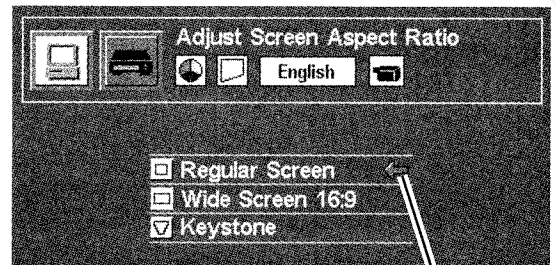 Adjust Screen Aspect Ratio
English
Regular Screen
Wide Screen 16:9
Keystone